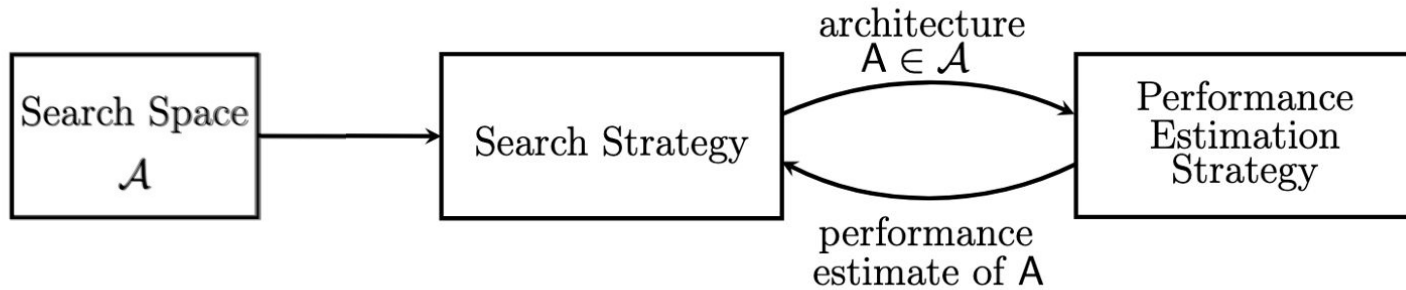 Search Space
𝒜
Search Strategy
architecture
A ∈ 𝒜
performance
estimate of A
Performance
Estimation
Strategy